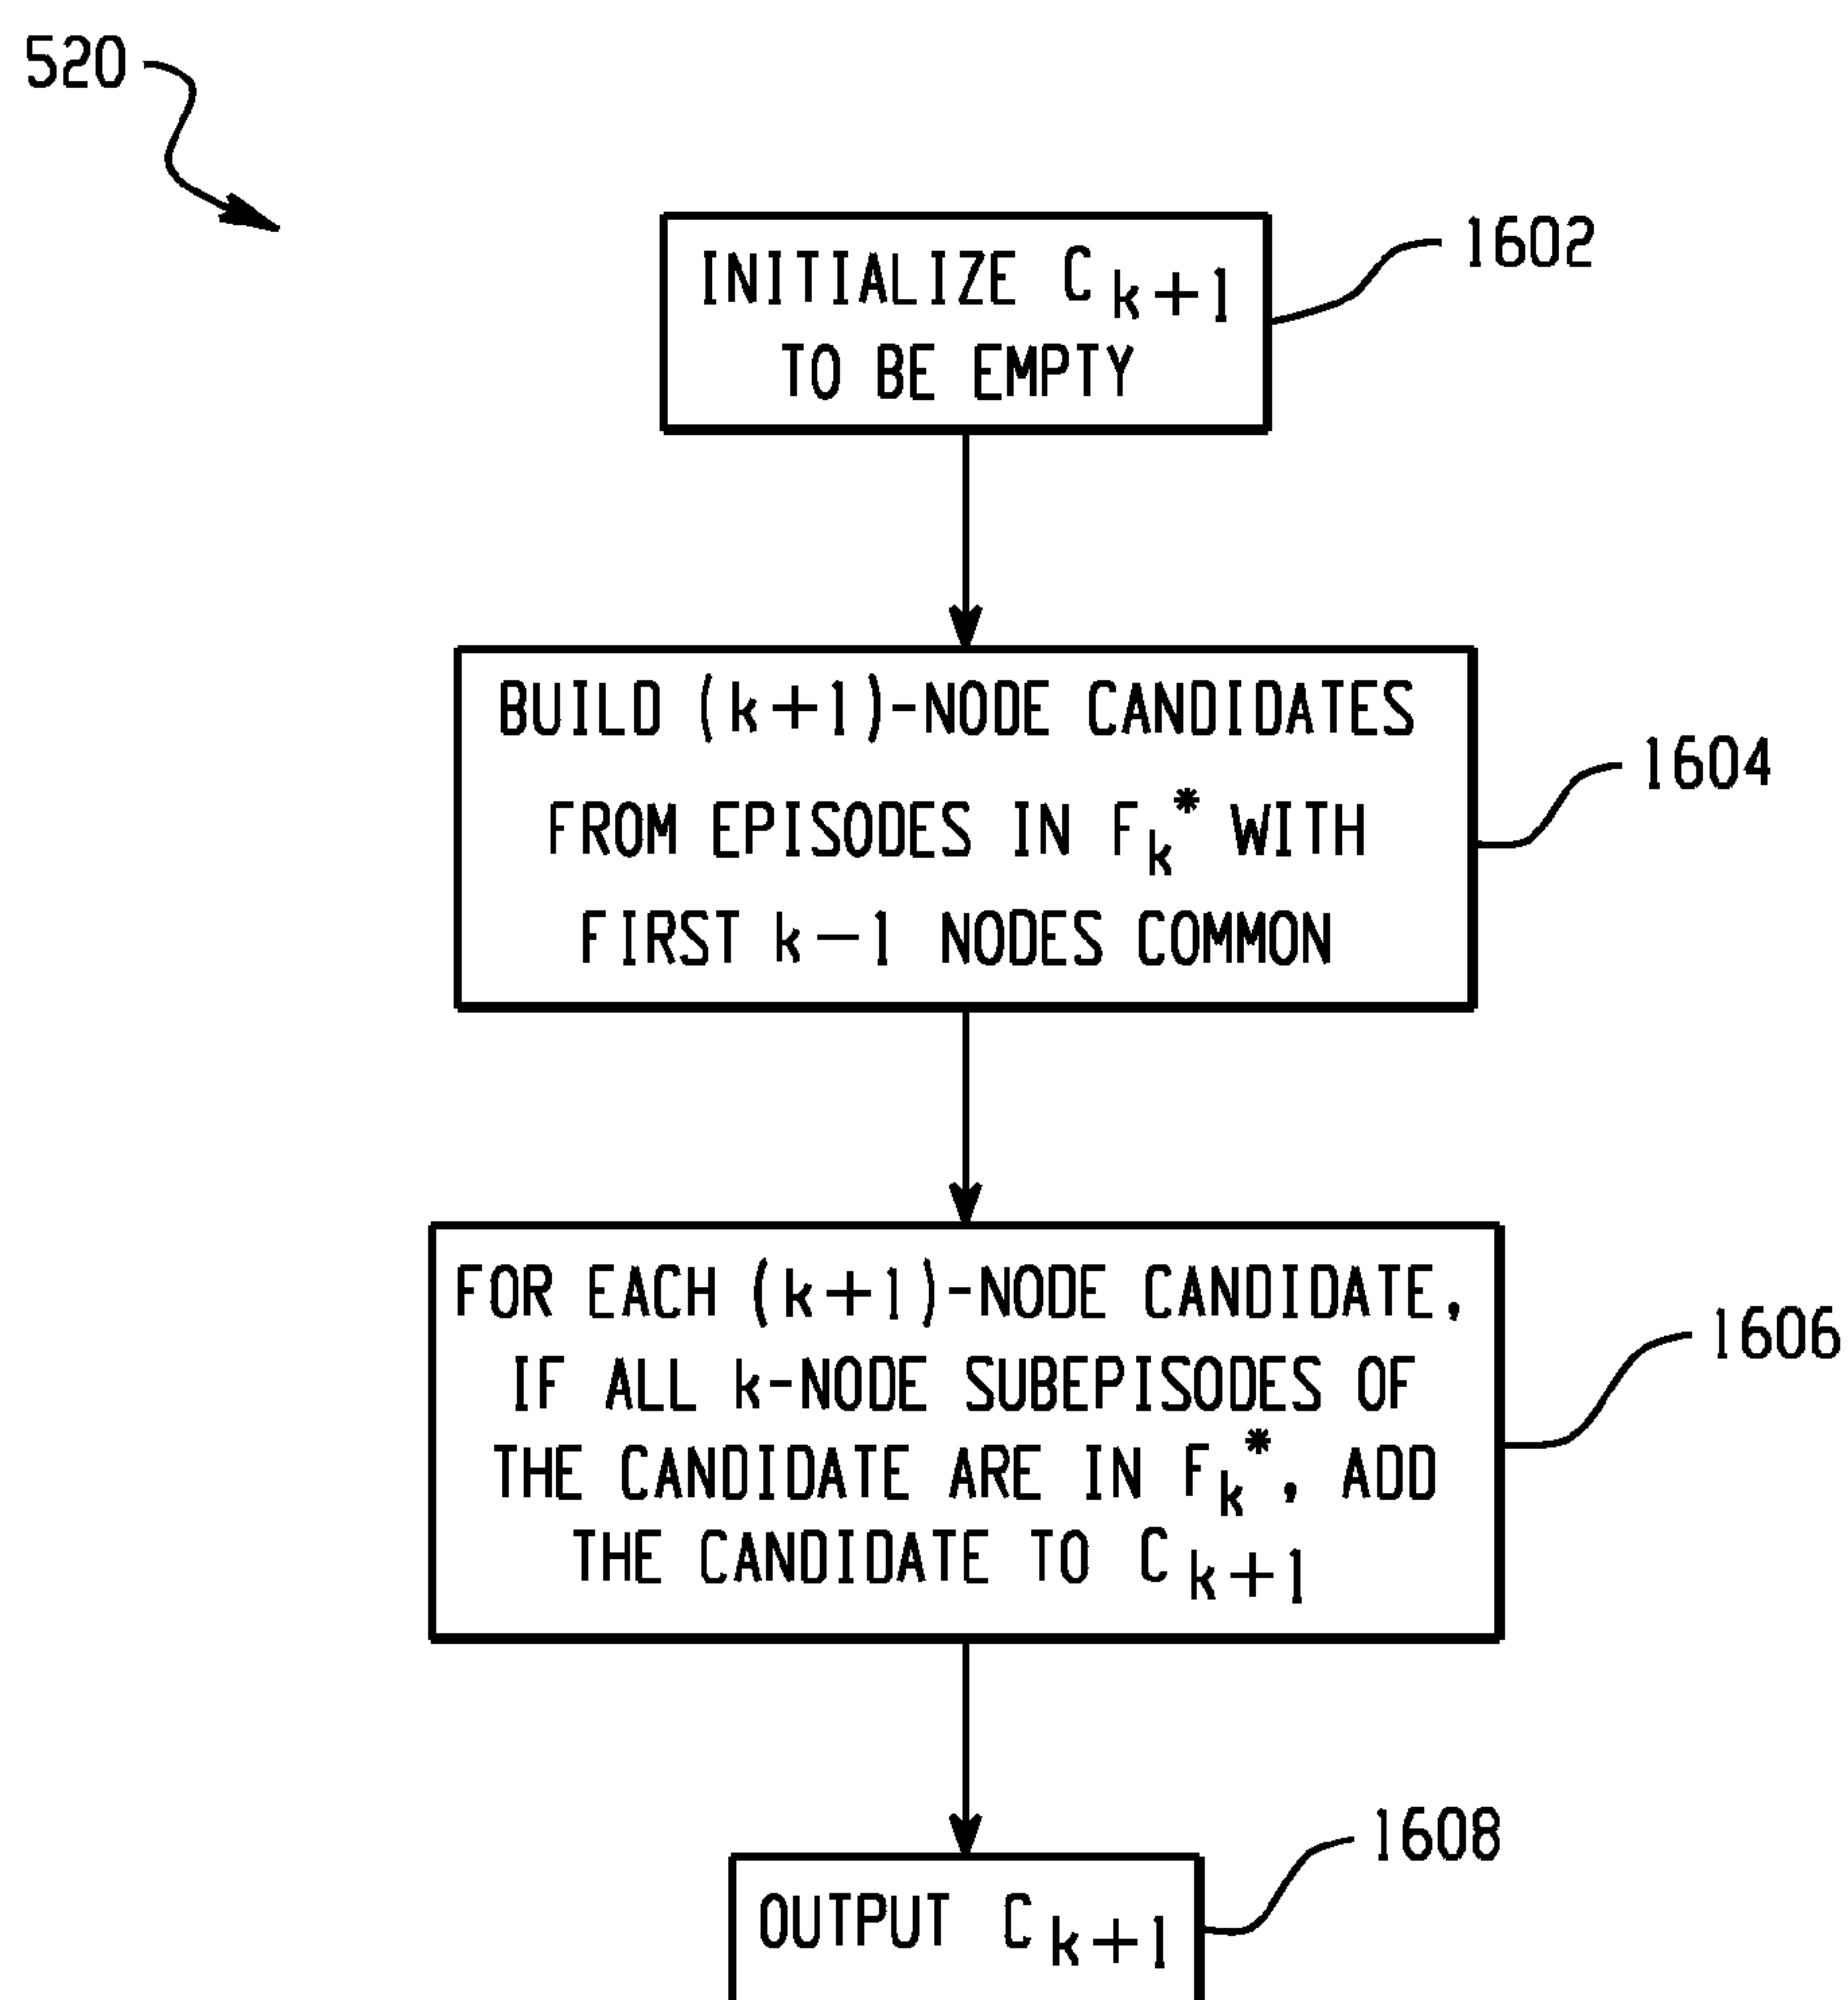 520
INITIALIZE C k+1
TO BE EMPTY
1602
BUILD (k+1)-NODE CANDIDATES
FROM EPISODES IN Fk* WITH
FIRST k-1 NODES COMMON
1604
FOR EACH (k+1)-NODE CANDIDATE,
IF ALL k-NODE SUBEPISODES OF
THE CANDIDATE ARE IN Fk*, ADD
THE CANDIDATE TO C k+1
1606
OUTPUT C k+1
1608